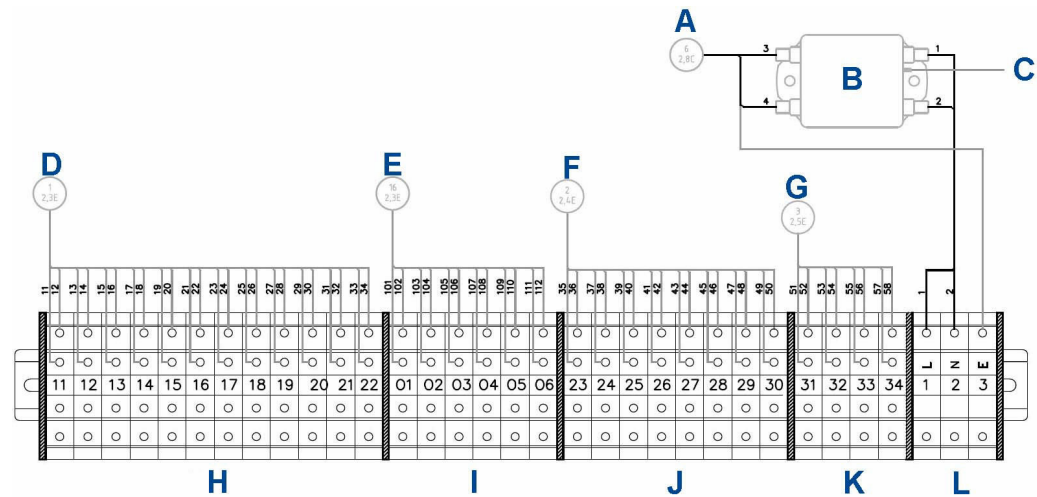 A
6
2,8C
3
4
B
1
2
C
D
1
2,3E
E
16
2,3E
F
2
2,4E
G
3
2,5E
11 12 13 14 15 16 17 18 19 20 21 22 23 24 25 26 27 28 29 30 31 32 33 34
101 102 103 104 105 106 107 108 109 110 111 112
35 36 37 38 39 40 41 42 43 44 45 46 47 48 49 50
51 52 53 54 55 56 57 58
1 2
L N E
11 12 13 14 15 16 17 18 19 20 21 22
01 02 03 04 05 06
23 24 25 26 27 28 29 30
31 32 33 34
1 2 3
H I J K L